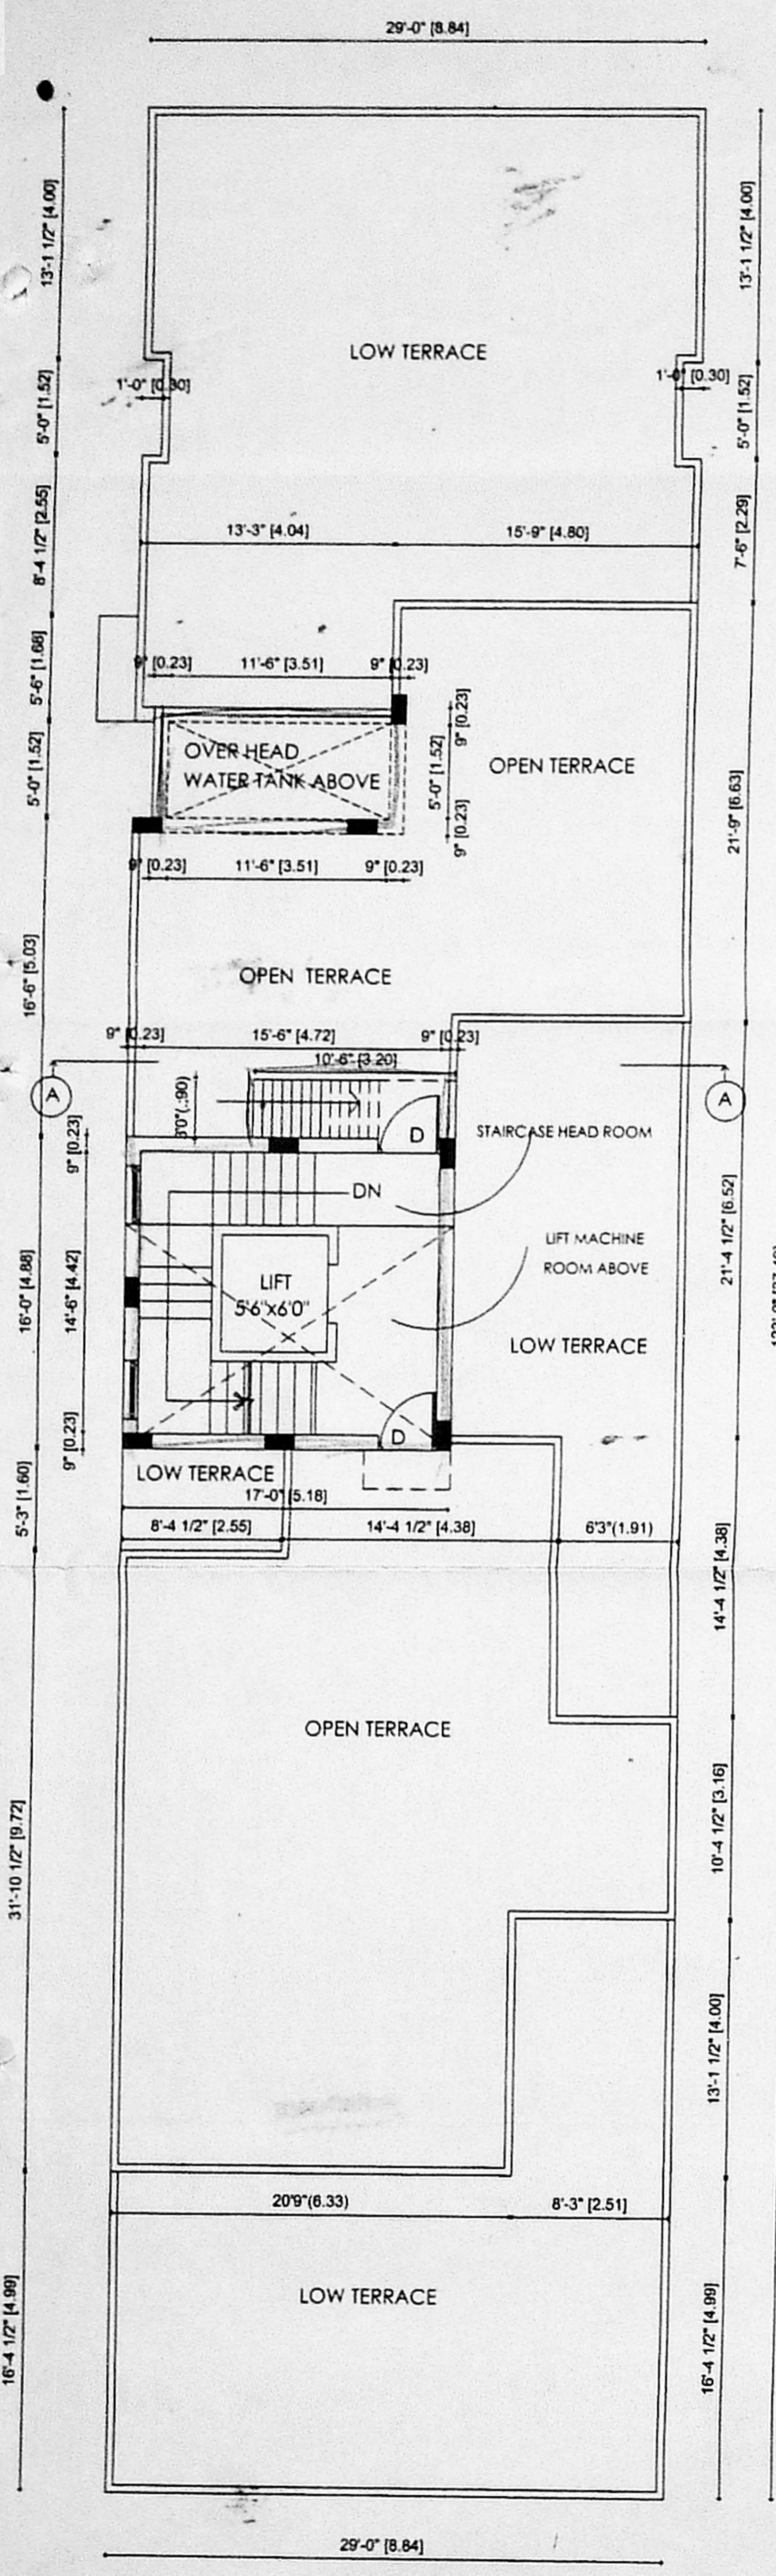 29'-0" [8.84]
13'-1 1/2" [4.00]
13'-1 1/2" [4.00]
LOW TERRACE
1'-0" [0.30]
1'-0" [0.30]
5'-0" [1.52]
5'-0" [1.52]
8'-4 1/2" [2.55]
13'-3" [4.04]
15'-9" [4.80]
7'-6" [2.29]
5'-6" [1.68]
9" [0.23]
11'-6" [3.51]
9" [0.23]
9" [0.23]
5'-0" [1.52]
OVER HEAD
WATER TANK ABOVE
5'-0" [1.52]
OPEN TERRACE
9" [0.23]
21'-9" [6.63]
9" [0.23]
11'-6" [3.51]
9" [0.23]
16'-6" [5.03]
OPEN TERRACE
9" [0.23]
15'-6" [4.72]
9" [0.23]
10'-6" [3.20]
A
A
3'0"(.90)
D
STAIRCASE HEAD ROOM
9" [0.23]
DN
21'-4 1/2" [6.52]
LIFT MACHINE
ROOM ABOVE
LIFT
5'6"x6'0"
16'-0" [4.88]
14'-6" [4.42]
LOW TERRACE
9" [0.23]
D
LOW TERRACE
5'-3" [1.60]
17'-0" [5.18]
8'-4 1/2" [2.55]
14'-4 1/2" [4.38]
6'3"(1.91)
14'-4 1/2" [4.38]
OPEN TERRACE
10'-4 1/2" [3.16]
31'-10 1/2" [9.72]
13'-1 1/2" [4.00]
20'9"(6.33)
8'-3" [2.51]
LOW TERRACE
16'-4 1/2" [4.99]
16'-4 1/2" [4.99]
29'-0" [8.84]